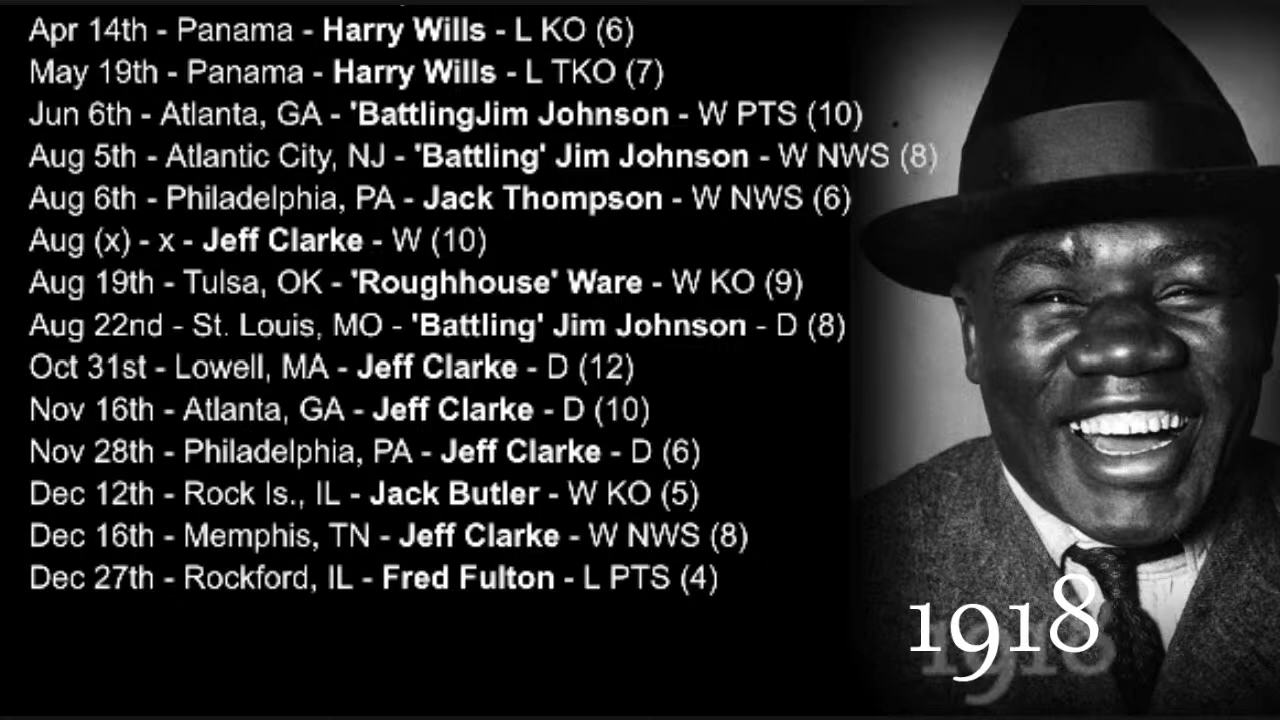 Apr 14th - Panama - Harry Wills - L KO (6)
May 19th - Panama - Harry Wills - L TKO (7)
Jun 6th - Atlanta, GA - 'BattlingJim Johnson - W PTS (10)
Aug 5th - Atlantic City, NJ - 'Battling' Jim Johnson - W NWS (8)
Aug 6th - Philadelphia, PA - Jack Thompson - W NWS (6)
Aug (x) - x - Jeff Clarke - W (10)
Aug 19th - Tulsa, OK - 'Roughhouse' Ware - W KO (9)
Aug 22nd - St. Louis, MO - 'Battling' Jim Johnson - D (8)
Oct 31st - Lowell, MA - Jeff Clarke - D (12)
Nov 16th - Atlanta, GA - Jeff Clarke - D (10)
Nov 28th - Philadelphia, PA - Jeff Clarke - D (6)
Dec 12th - Rock Is., IL - Jack Butler - W KO (5)
Dec 16th - Memphis, TN - Jeff Clarke - W NWS (8)
Dec 27th - Rockford, IL - Fred Fulton - L PTS (4)
1918